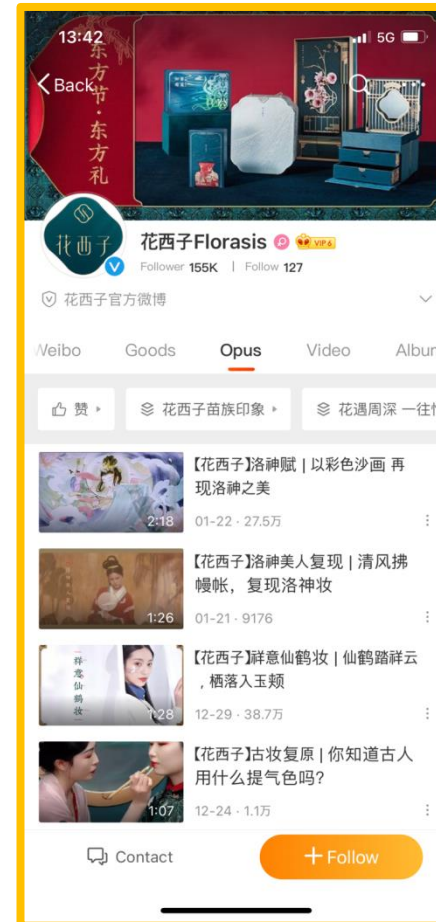 13:42
5G
Back
东方节·东方礼
花西子
花西子Florasis
VIP 6
Follower 155K | Follow 127
花西子官方微博
Weibo Goods Opus Video Album
赞
花西子苗族印象
花遇周深 一往情
2:18
【花西子】洛神赋 | 以彩色沙画 再
现洛神之美
01-22 · 27.5万
1:26
【花西子】洛神美人复现 | 清风拂
幔帐，复现洛神妆
01-21 · 9176
祥意仙鹤妆
1:28
【花西子】祥意仙鹤妆 | 仙鹤踏祥云
，栖落入玉颊
12-29 · 38.7万
1:07
【花西子】古妆复原 | 你知道古人
用什么提气色吗？
12-24 · 1.1万
Contact
+ Follow